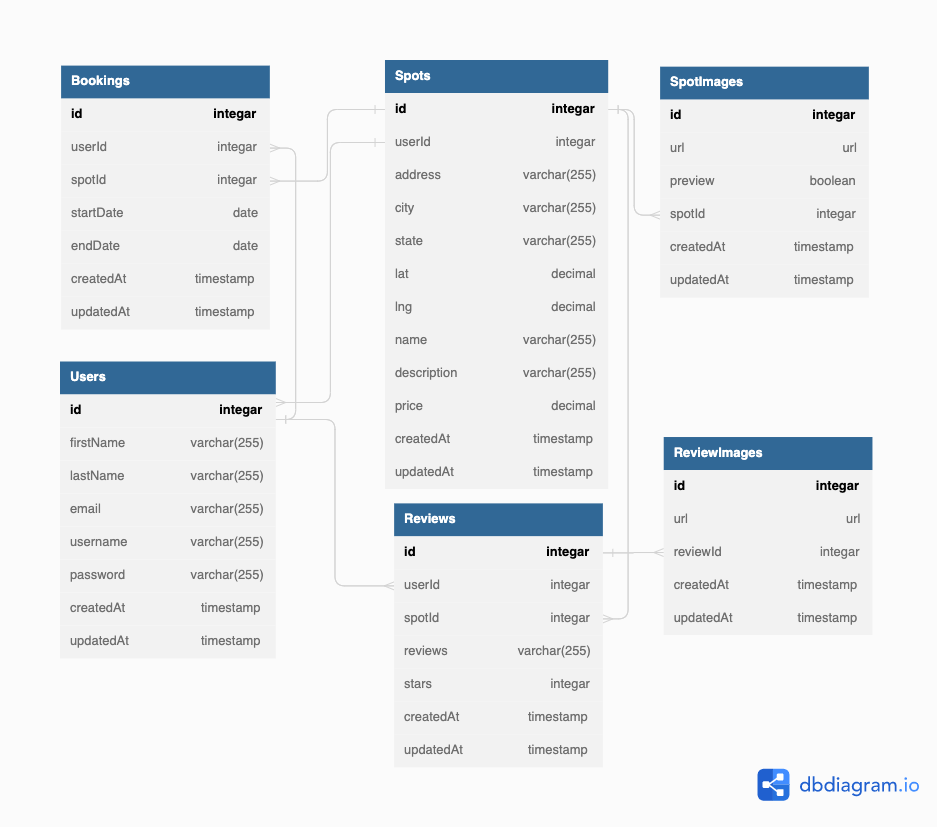 Bookings
id integar
userId integar
spotId integar
startDate date
endDate date
createdAt timestamp
updatedAt timestamp
Users
id integar
firstName varchar(255)
lastName varchar(255)
email varchar(255)
username varchar(255)
password varchar(255)
createdAt timestamp
updatedAt timestamp
Spots
id integar
userId integar
address varchar(255)
city varchar(255)
state varchar(255)
lat decimal
lng decimal
name varchar(255)
description varchar(255)
price decimal
createdAt timestamp
updatedAt timestamp
Reviews
id integar
userId integar
spotId integar
reviews varchar(255)
stars integar
createdAt timestamp
updatedAt timestamp
SpotImages
id integar
url url
preview boolean
spotId integar
createdAt timestamp
updatedAt timestamp
ReviewImages
id integar
url url
reviewId integar
createdAt timestamp
updatedAt timestamp
dbdiagram.io